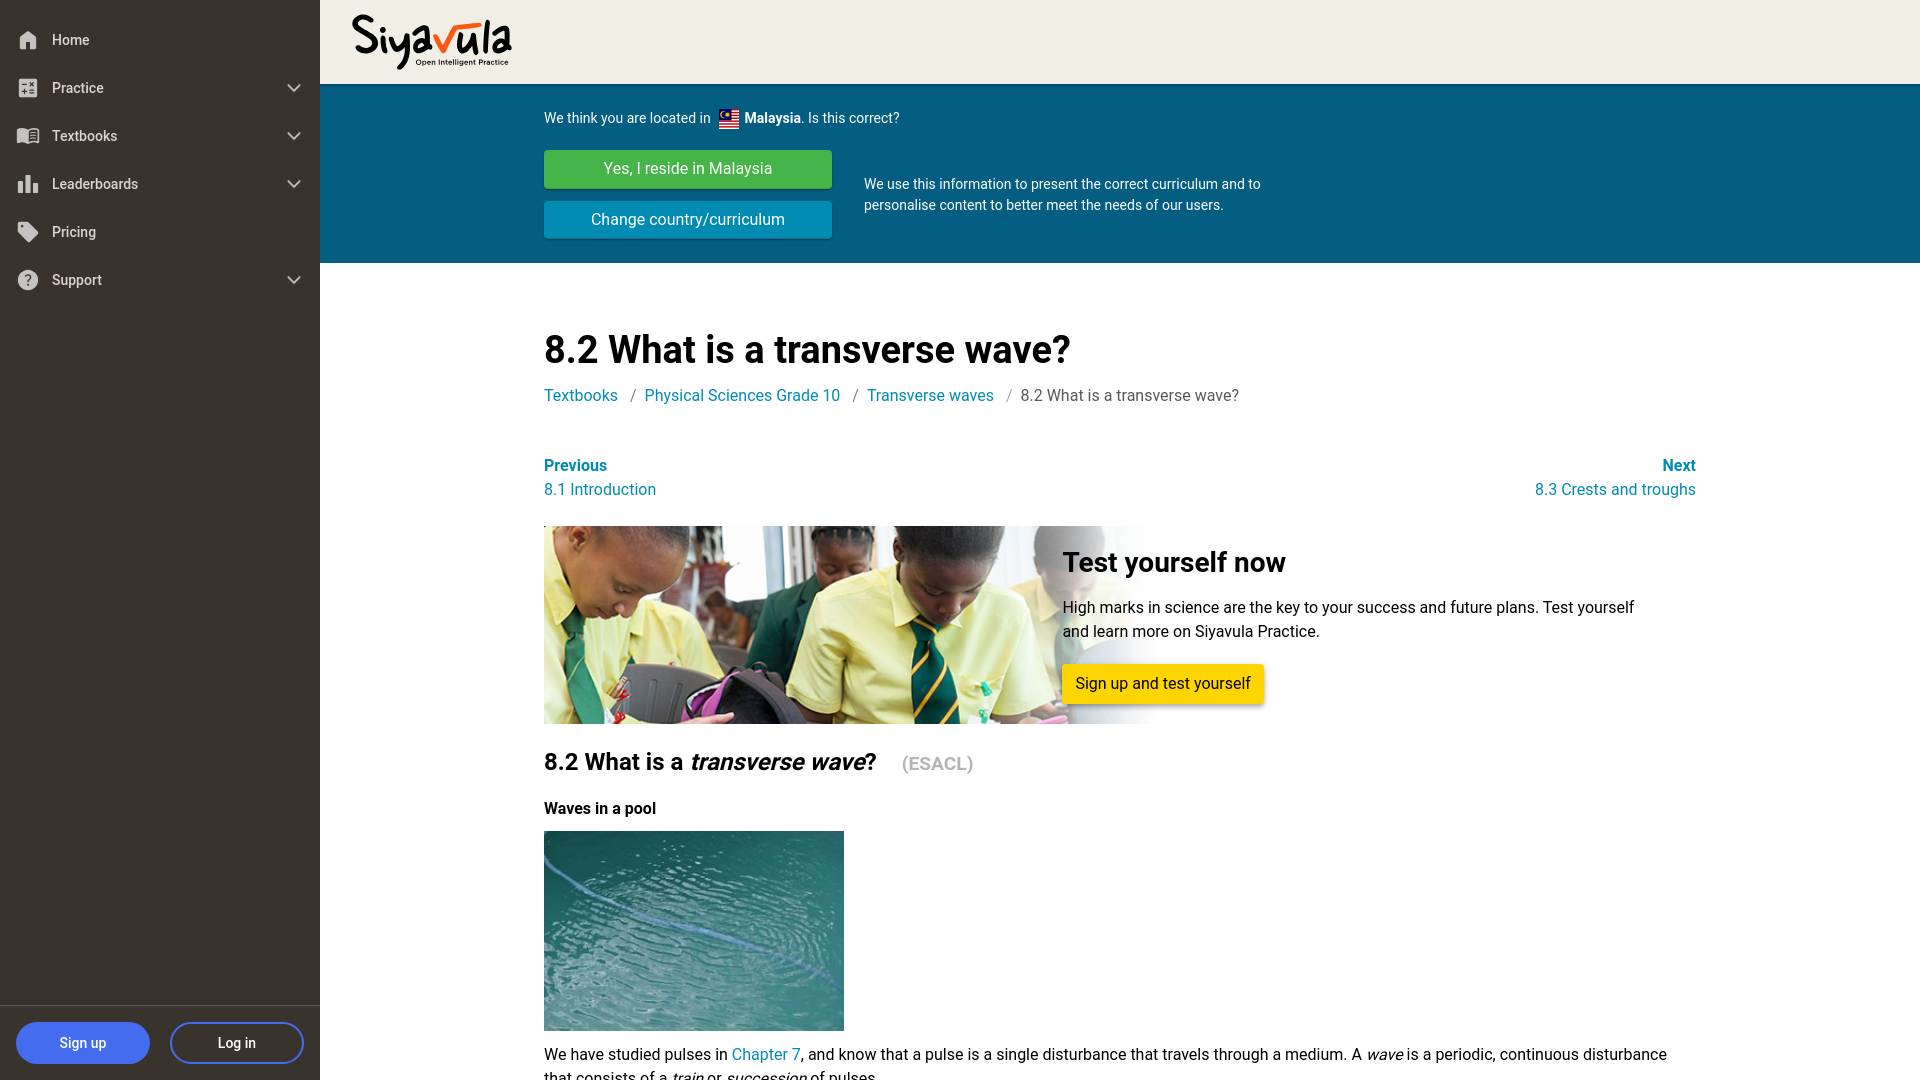 Home
Practice
Textbooks
Leaderboards
Pricing
Support
Sign up
Log in
Siyavula
Open Intelligent Practice
We think you are located in Malaysia. Is this correct?
Yes, I reside in Malaysia
Change country/curriculum
We use this information to present the correct curriculum and to
personalise content to better meet the needs of our users.
8.2 What is a transverse wave?
Textbooks / Physical Sciences Grade 10 / Transverse waves / 8.2 What is a transverse wave?
Previous
8.1 Introduction
Next
8.3 Crests and troughs
Test yourself now
High marks in science are the key to your success and future plans. Test yourself
and learn more on Siyavula Practice.
Sign up and test yourself
8.2 What is a transverse wave? (ESACL)
Waves in a pool
We have studied pulses in Chapter 7, and know that a pulse is a single disturbance that travels through a medium. A wave is a periodic, continuous disturbance
that consists of a train or succession of pulses.